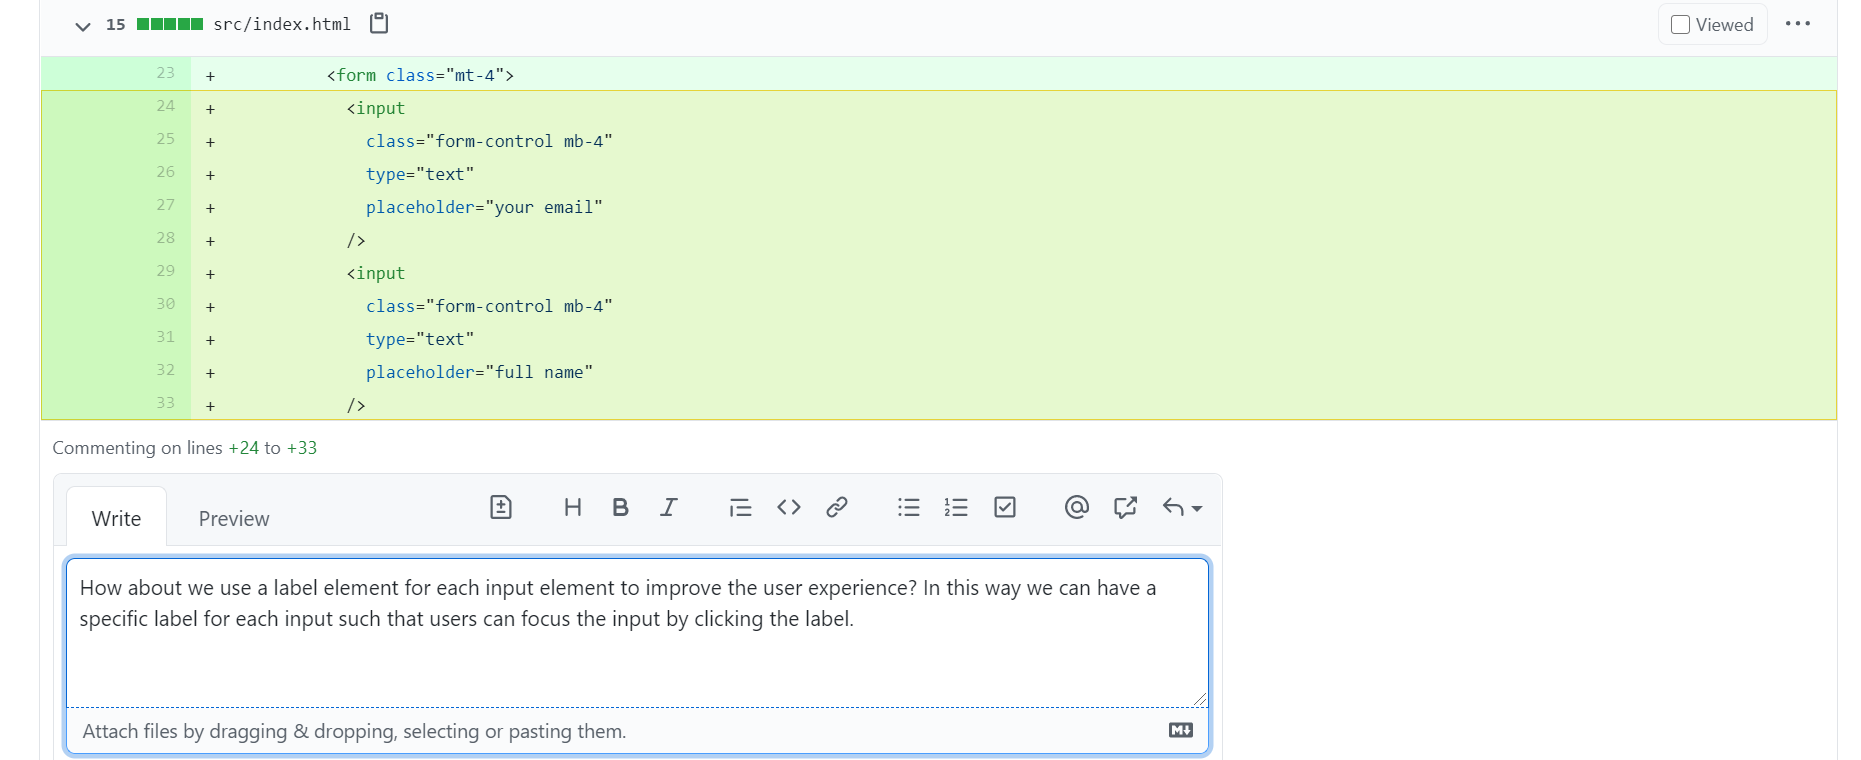 15 src/index.html Viewed
23 + <form class="mt-4">
24 + <input
25 + class="form-control mb-4"
26 + type="text"
27 + placeholder="your email"
28 + />
29 + <input
30 + class="form-control mb-4"
31 + type="text"
32 + placeholder="full name"
33 + />
Commenting on lines +24 to +33
Write Preview
How about we use a label element for each input element to improve the user experience? In this way we can have a
specific label for each input such that users can focus the input by clicking the label.
Attach files by dragging & dropping, selecting or pasting them.